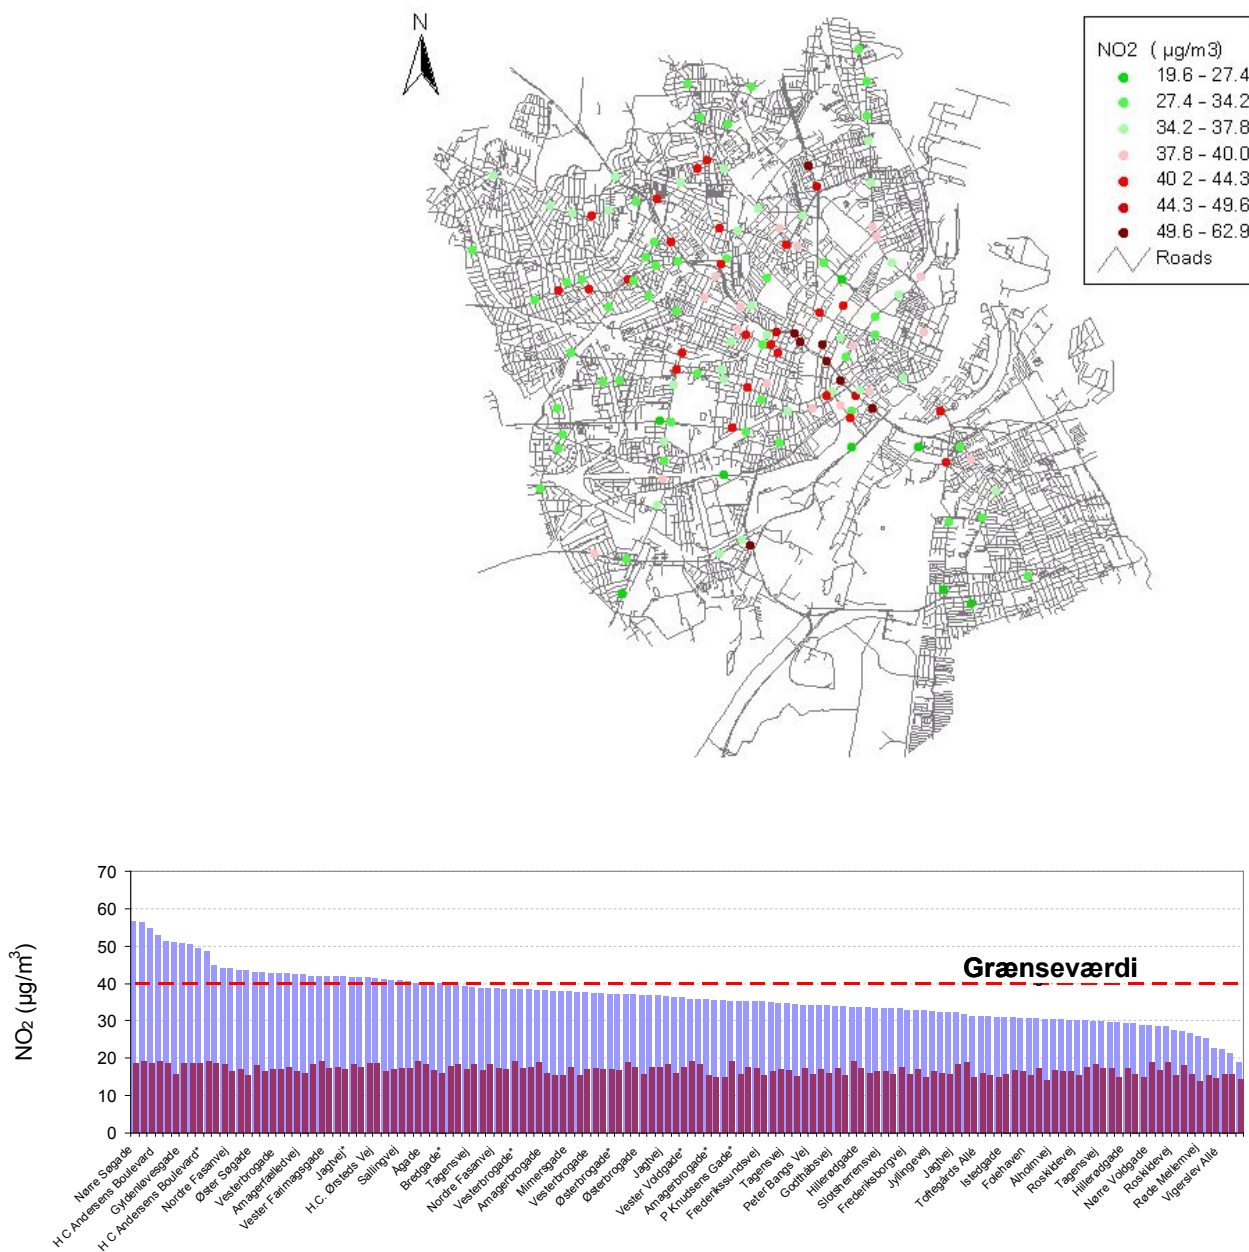 N
NO2 ( µg/m3)
19.6 - 27.4
27.4 - 34.2
34.2 - 37.8
37.8 - 40.0
40 2 - 44.3
44.3 - 49.6
49.6 - 62.9
Roads
NO2 (µg/m3)
70
60
50
40
30
20
10
0
Grænseværdi
Nørre Søgade
H C Andersens Boulevard
Gyldenløvesgade
H C Andersens Boulevard*
Nordre Fasanvej
Øster Søgade
Vesterbrogade
Amagerfælledvej
Vester Farimagsgade
Jagtvej*
H.C. Ørsteds Vej
Sallingvej
Ågade
Bredgade*
Tagensvej
Nordre Fasanvej
Vesterbrogade*
Amagerbrogade
Mimersgade
Vesterbrogade
Østerbrogade*
Østerbrogade
Jagtvej
Vester Voldgade*
Amagerbrogade*
P Knudsens Gade*
Frederikssundsvej
Tagensvej
Peter Bangs Vej
Godthåbsvej
Hillerødgade
Slotsherrensvej
Frederiksborgvej
Jyllingevej
Jagtvej
Toftegårds Allé
Istedgade
Folehaven
Ålholmvej
Roskildevej
Tagensvej
Hillerødgade
Nørre Voldgade
Roskildevej
Røde Mellemvej
Vigerslev Allé